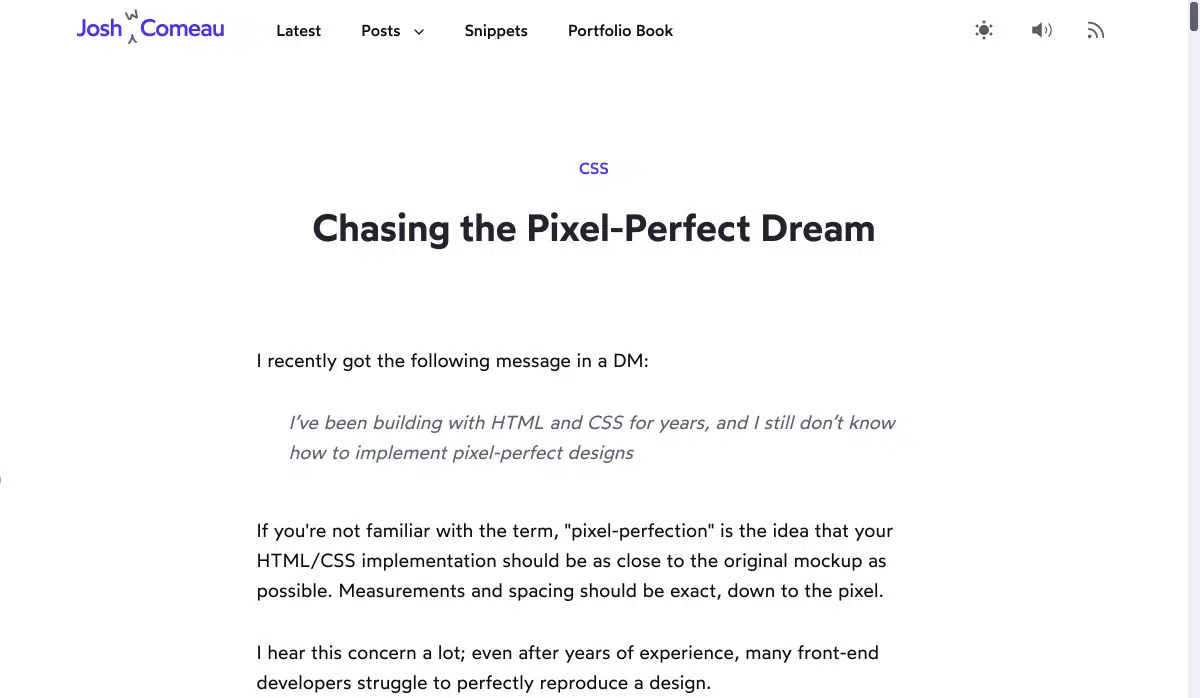 Josh W Comeau
Latest Posts Snippets Portfolio Book
CSS
Chasing the Pixel-Perfect Dream
I recently got the following message in a DM:
I’ve been building with HTML and CSS for years, and I still don’t know
how to implement pixel-perfect designs
If you're not familiar with the term, "pixel-perfection" is the idea that your
HTML/CSS implementation should be as close to the original mockup as
possible. Measurements and spacing should be exact, down to the pixel.
I hear this concern a lot; even after years of experience, many front-end
developers struggle to perfectly reproduce a design.